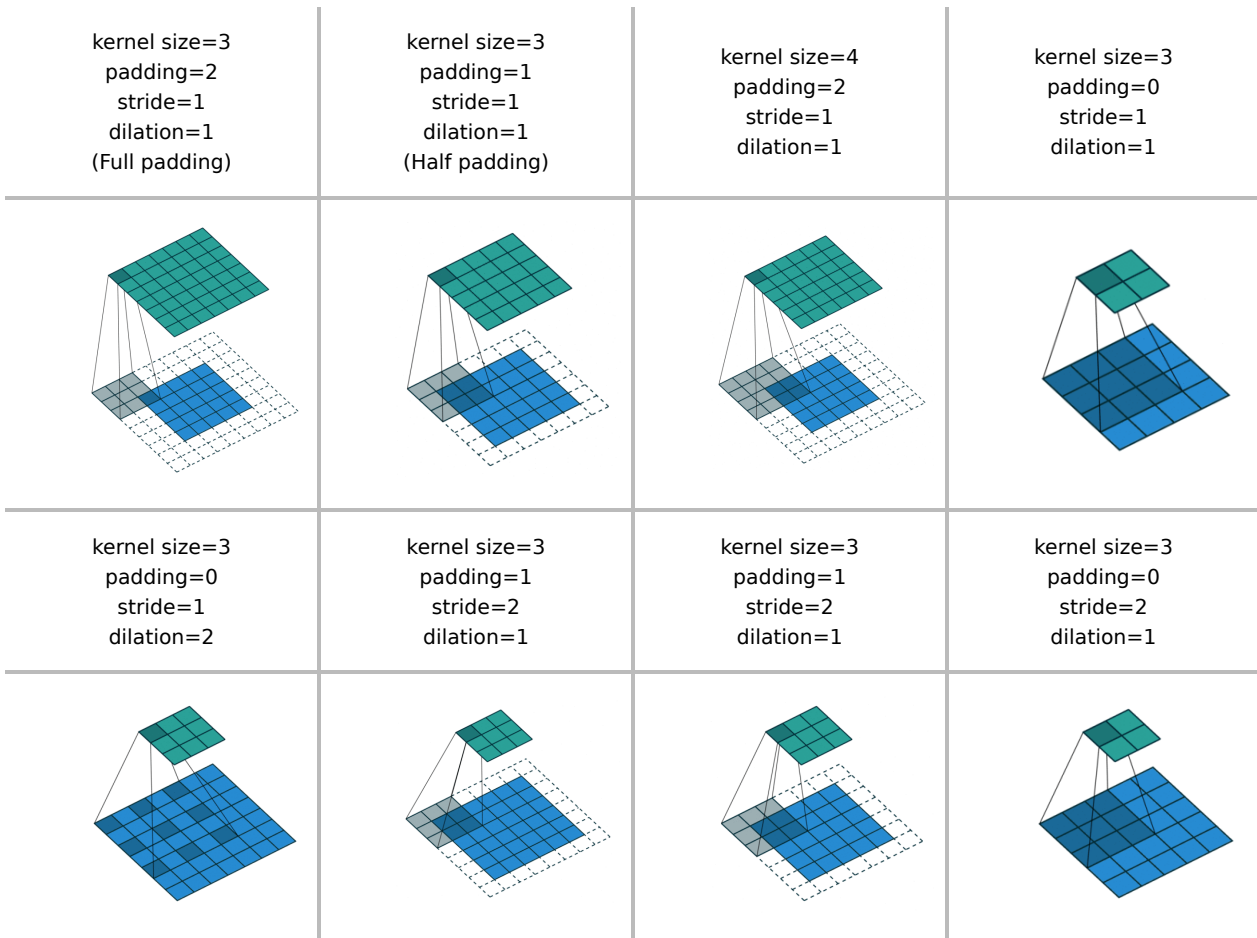 kernel size=3
padding=2
stride=1
dilation=1
(Full padding)
kernel size=3
padding=1
stride=1
dilation=1
(Half padding)
kernel size=4
padding=2
stride=1
dilation=1
kernel size=3
padding=0
stride=1
dilation=1
kernel size=3
padding=0
stride=1
dilation=2
kernel size=3
padding=1
stride=2
dilation=1
kernel size=3
padding=1
stride=2
dilation=1
kernel size=3
padding=0
stride=2
dilation=1